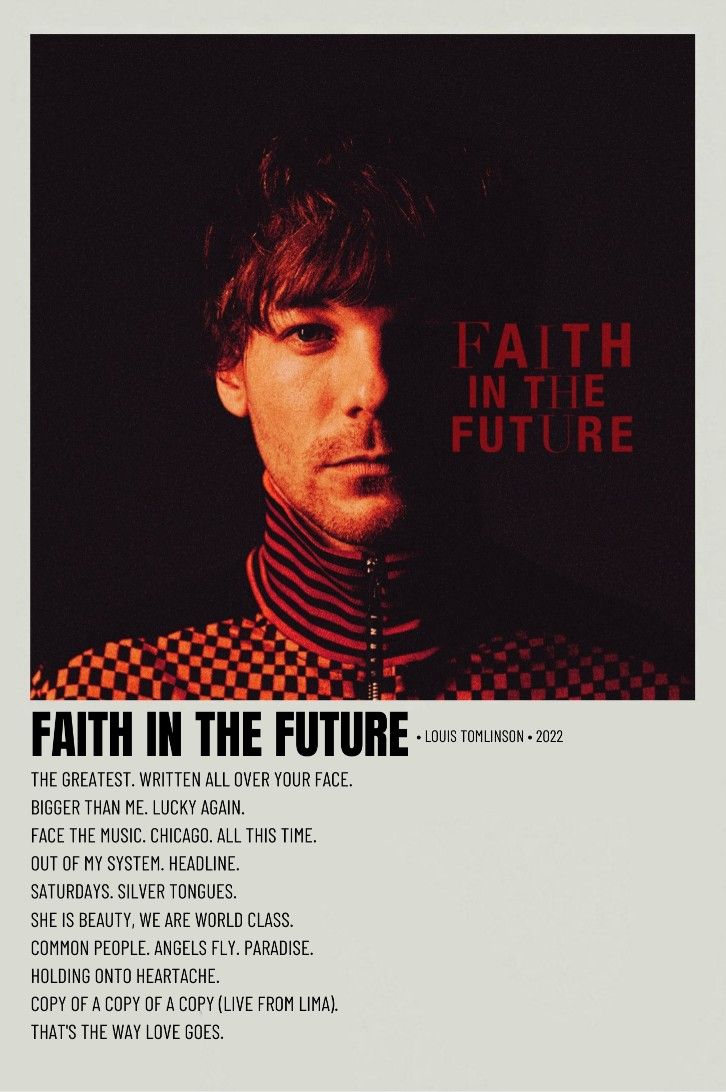 FAITH
IN THE
FUTURE
FAITH IN THE FUTURE • LOUIS TOMLINSON • 2022
THE GREATEST. WRITTEN ALL OVER YOUR FACE.
BIGGER THAN ME. LUCKY AGAIN.
FACE THE MUSIC. CHICAGO. ALL THIS TIME.
OUT OF MY SYSTEM. HEADLINE.
SATURDAYS. SILVER TONGUES.
SHE IS BEAUTY, WE ARE WORLD CLASS.
COMMON PEOPLE. ANGELS FLY. PARADISE.
HOLDING ONTO HEARTACHE.
COPY OF A COPY OF A COPY (LIVE FROM LIMA).
THAT'S THE WAY LOVE GOES.